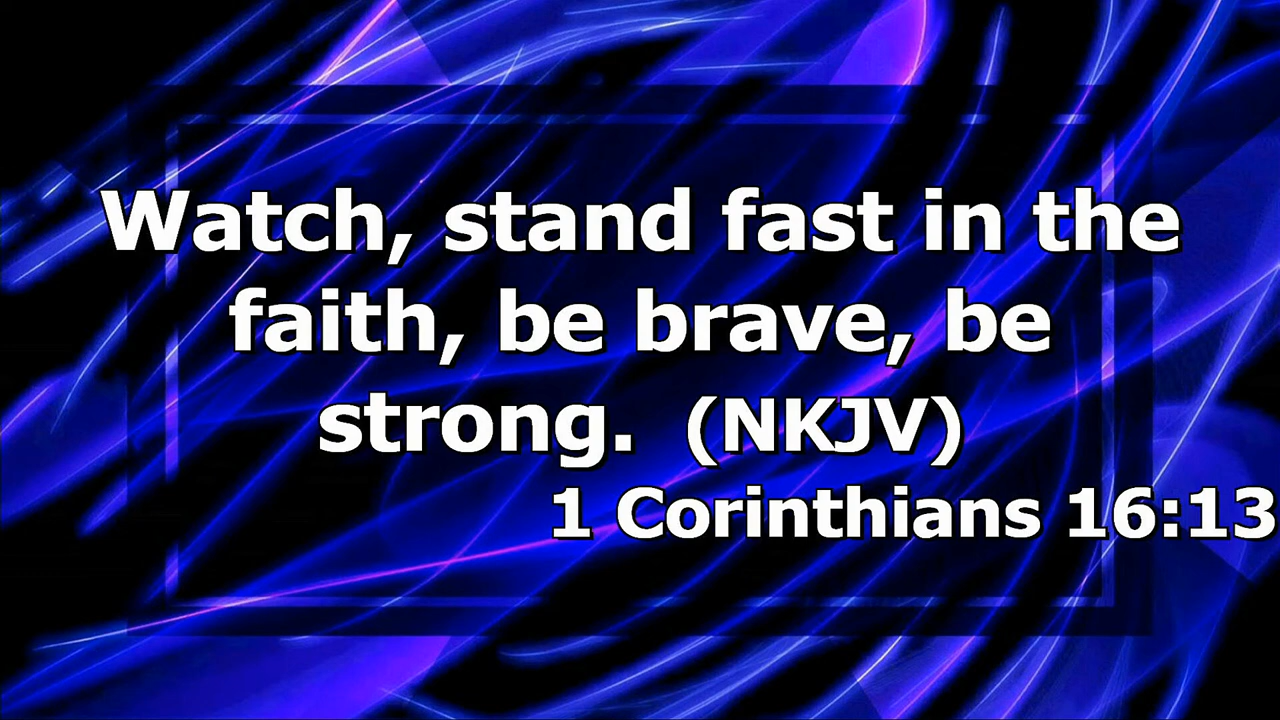 Watch, stand fast in the
faith, be brave, be
strong. (NKJV)
1 Corinthians 16:13